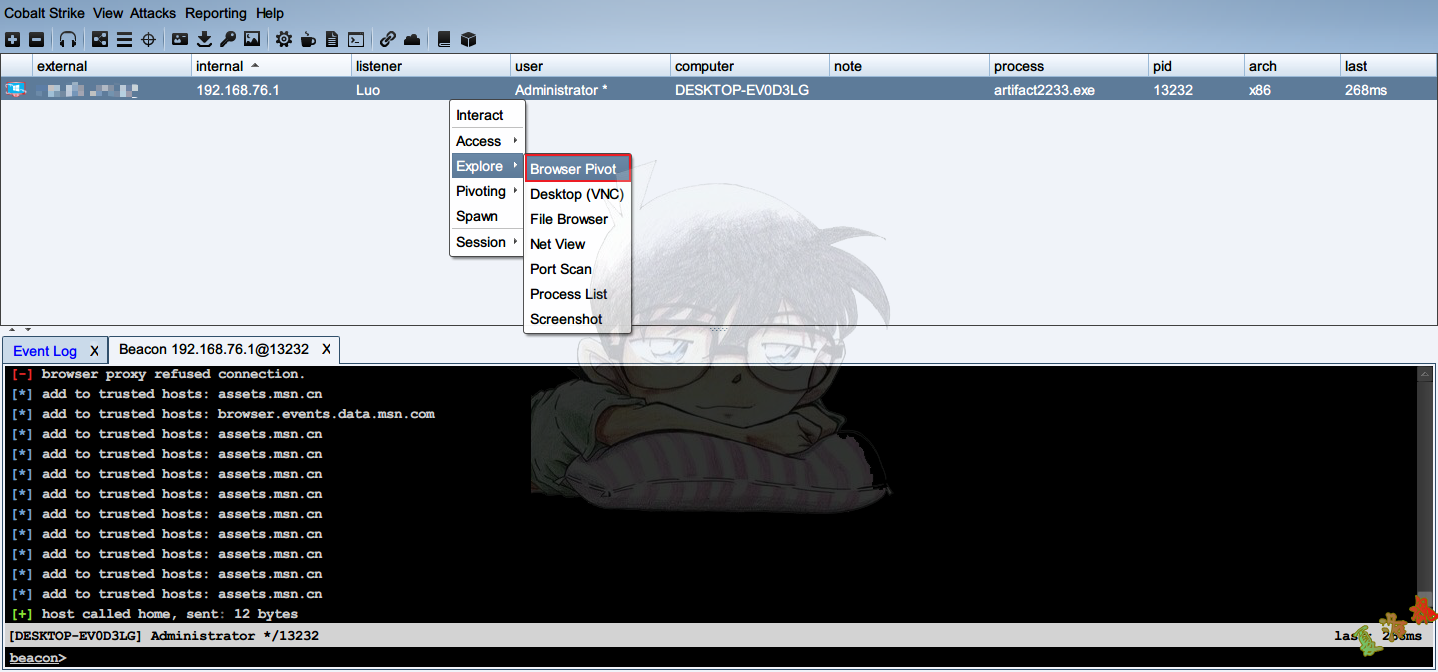 Cobalt Strike View Attacks Reporting Help
external internal listener user computer note process pid arch last
192.168.76.1 Luo Administrator * DESKTOP-EV0D3LG artifact2233.exe 13232 x86 268ms
Interact
Access
Explore
Pivoting
Spawn
Session
Browser Pivot
Desktop (VNC)
File Browser
Net View
Port Scan
Process List
Screenshot
Event Log X Beacon 192.168.76.1@13232 X
[-] browser proxy refused connection.
[*] add to trusted hosts: assets.msn.cn
[*] add to trusted hosts: browser.events.data.msn.com
[*] add to trusted hosts: assets.msn.cn
[*] add to trusted hosts: assets.msn.cn
[*] add to trusted hosts: assets.msn.cn
[*] add to trusted hosts: assets.msn.cn
[*] add to trusted hosts: assets.msn.cn
[*] add to trusted hosts: assets.msn.cn
[*] add to trusted hosts: assets.msn.cn
[*] add to trusted hosts: assets.msn.cn
[*] add to trusted hosts: assets.msn.cn
[+] host called home, sent: 12 bytes
[DESKTOP-EV0D3LG] Administrator */13232
beacon>